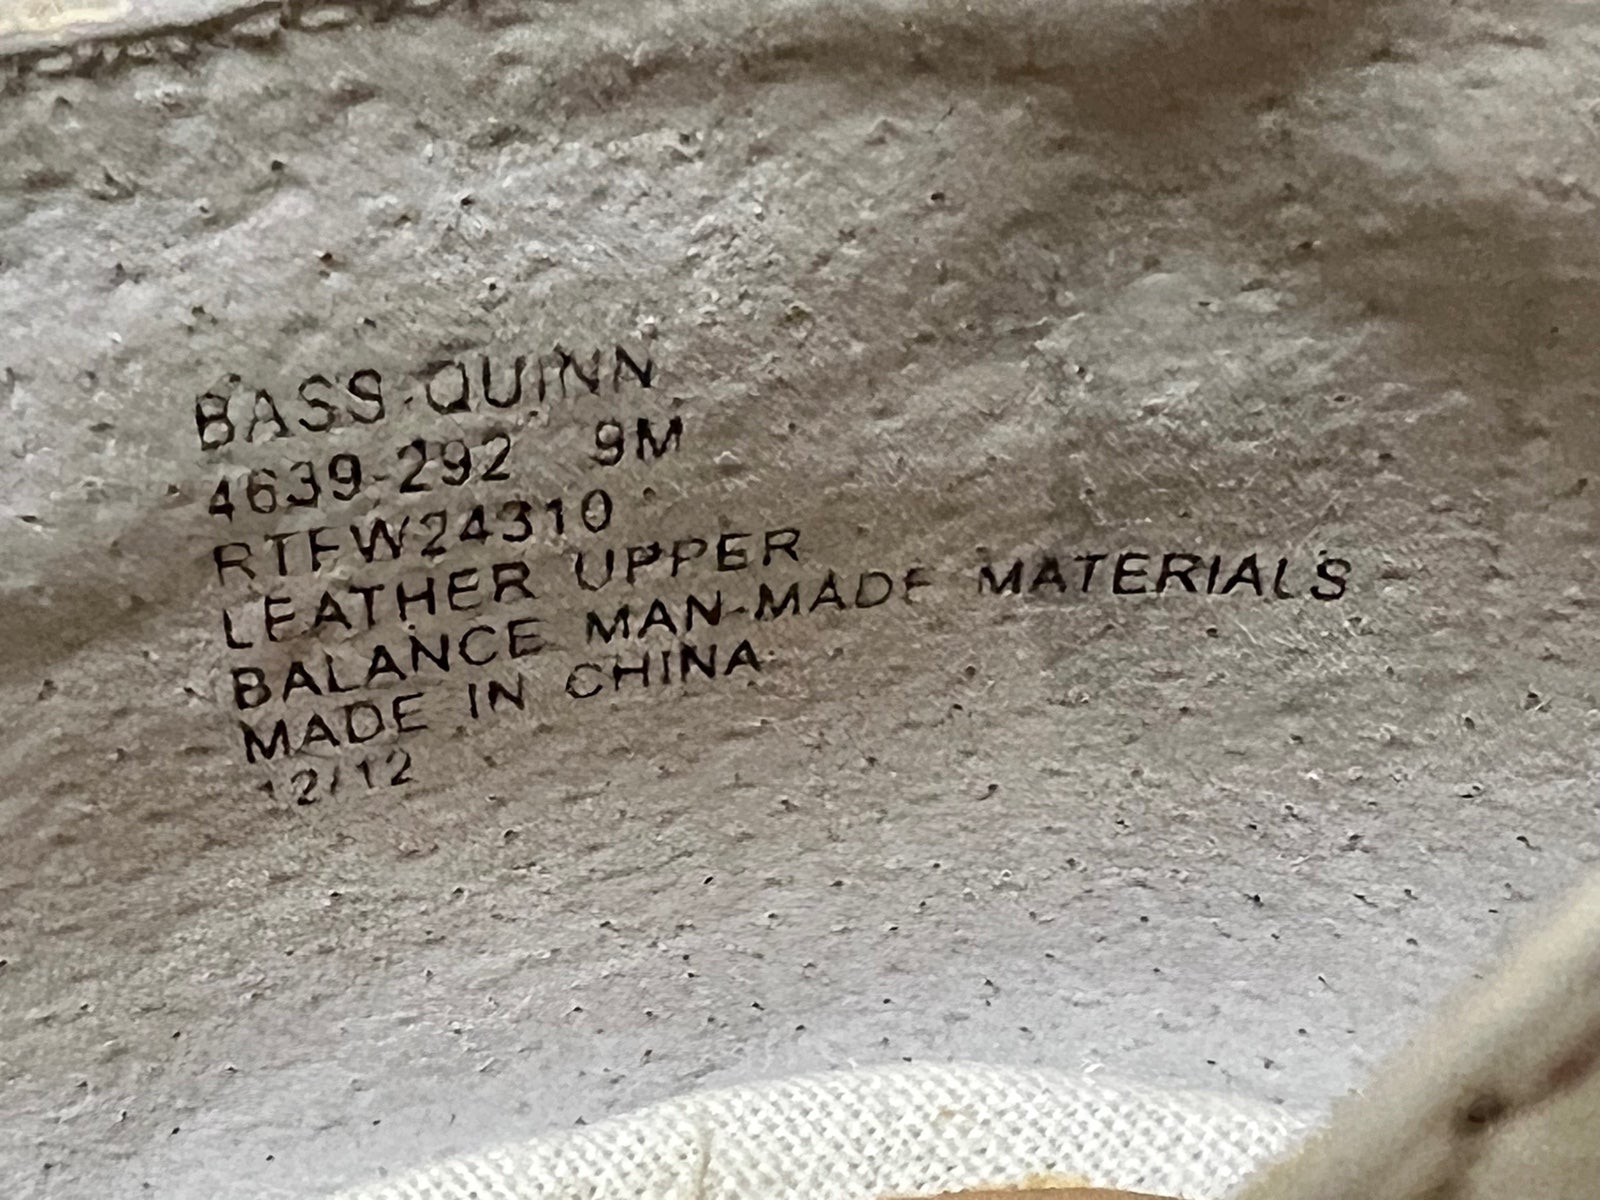 BASS-QUINN
4639-292 9M
RTFW24310
LEATHER UPPER
BALANCE MAN-MADE MATERIALS
MADE IN CHINA
12/12